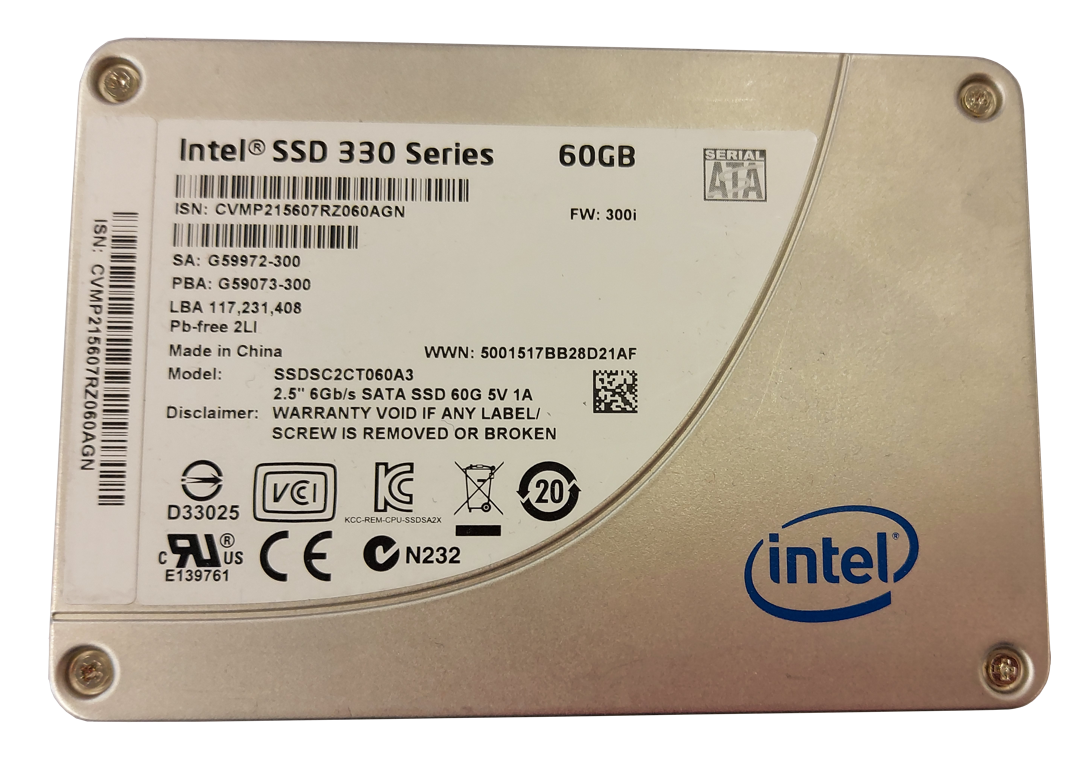 Intel® SSD 330 Series 60GB
SERIAL
ATA
ISN: CVMP215607RZ060AGN
FW: 300i
SA: G59972-300
PBA: G59073-300
LBA 117,231,408
Pb-free 2LI
Made in China WWN: 5001517BB28D21AF
Model: SSDSC2CT060A3
2.5" 6Gb/s SATA SSD 60G 5V 1A
Disclaimer: WARRANTY VOID IF ANY LABEL/
SCREW IS REMOVED OR BROKEN
D33025
VCI
KC
KCC-REM-CPU-SSDSA2X
20
c RU® US
E139761
CE
N232
ISN: CVMP215607RZ060AGN
intel®